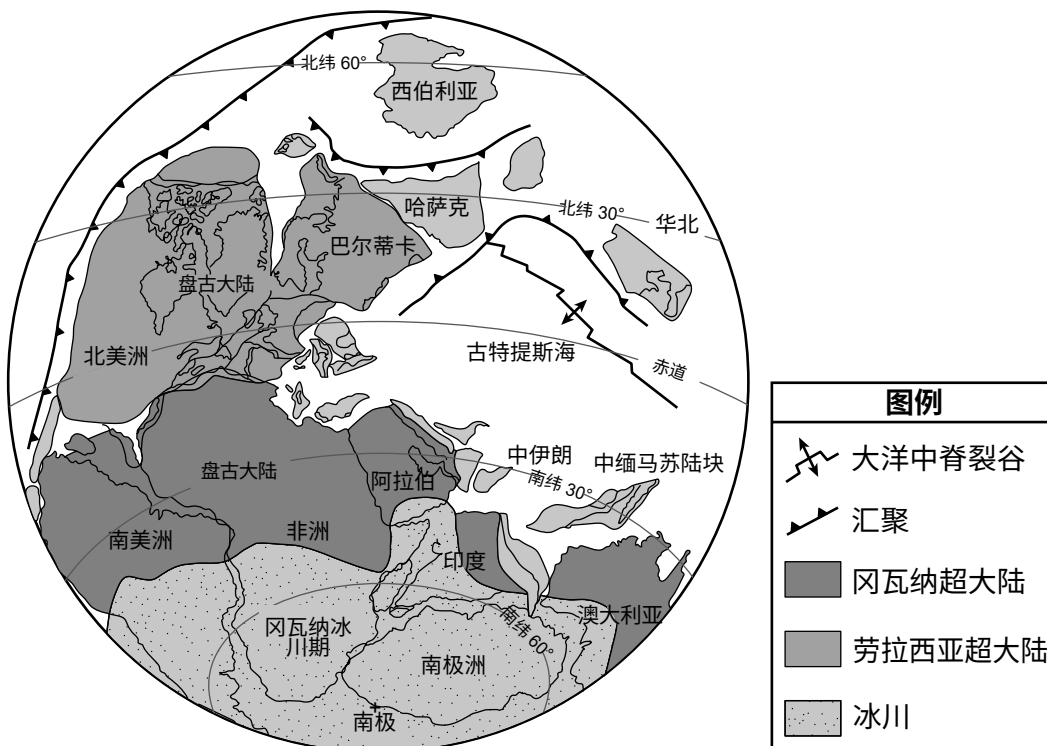 北纬 60°
西伯利亚
哈萨克
北纬 30°
华北
巴尔蒂卡
盘古大陆
北美洲
古特提斯海
赤道
中伊朗
中缅马苏陆块
盘古大陆
阿拉伯
南纬 30°
南美洲
非洲
印度
冈瓦纳冰
川期
南纬 60°
澳大利亚
南极洲
南极
图例
大洋中脊裂谷
汇聚
冈瓦纳超大陆
劳拉西亚超大陆
冰川